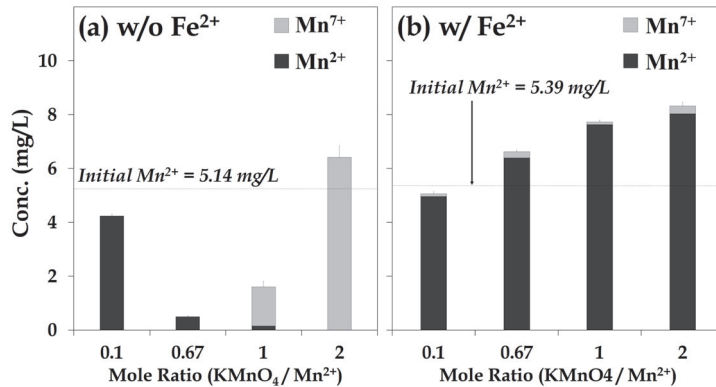 (a) w/o Fe²⁺
Mn⁷⁺
Mn²⁺
Initial Mn²⁺ = 5.14 mg/L
Conc. (mg/L)
10
8
6
4
2
0
0.1 0.67 1 2
Mole Ratio (KMnO₄ / Mn²⁺)
(b) w/ Fe²⁺
Mn⁷⁺
Mn²⁺
Initial Mn²⁺ = 5.39 mg/L
0.1 0.67 1 2
Mole Ratio (KMnO4/ Mn²⁺)